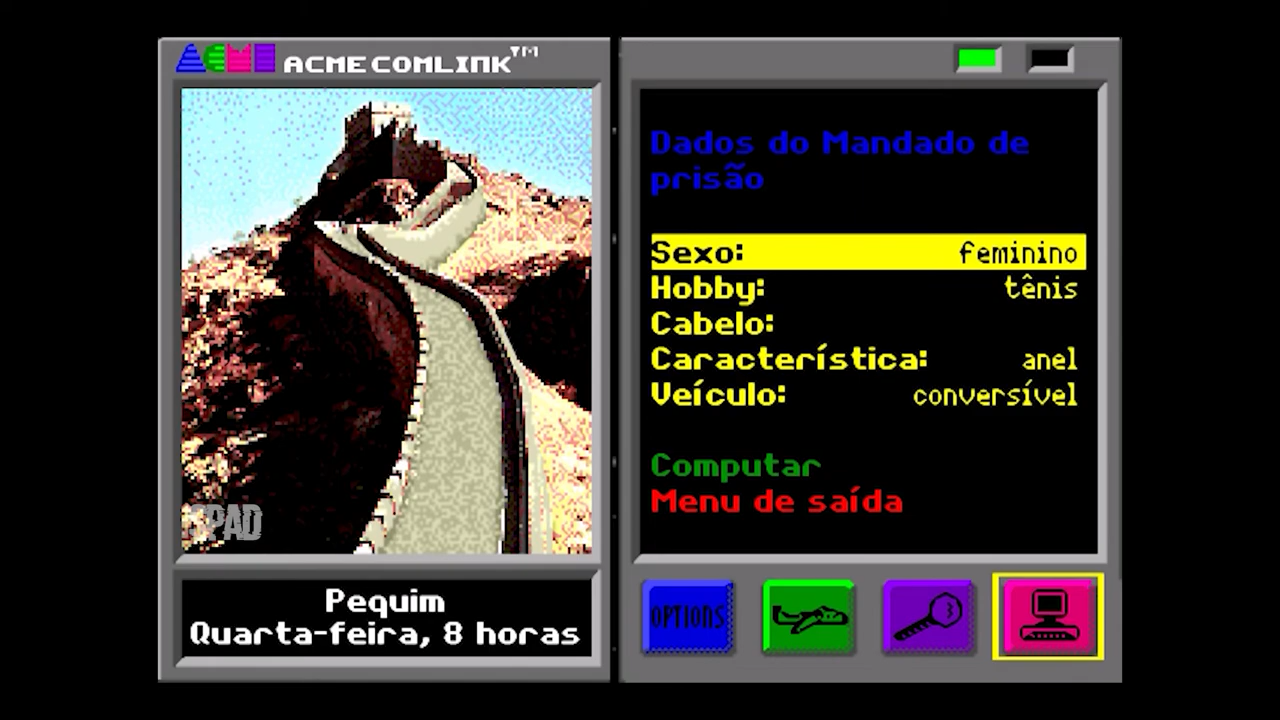 ACME ACME COMLINK™
Dados do Mandado de
prisão
Sexo: feminino
Hobby: tênis
Cabelo:
Característica: anel
Veículo: conversível
Computar
Menu de saída
Pequim
Quarta-feira, 8 horas
OPTIONS